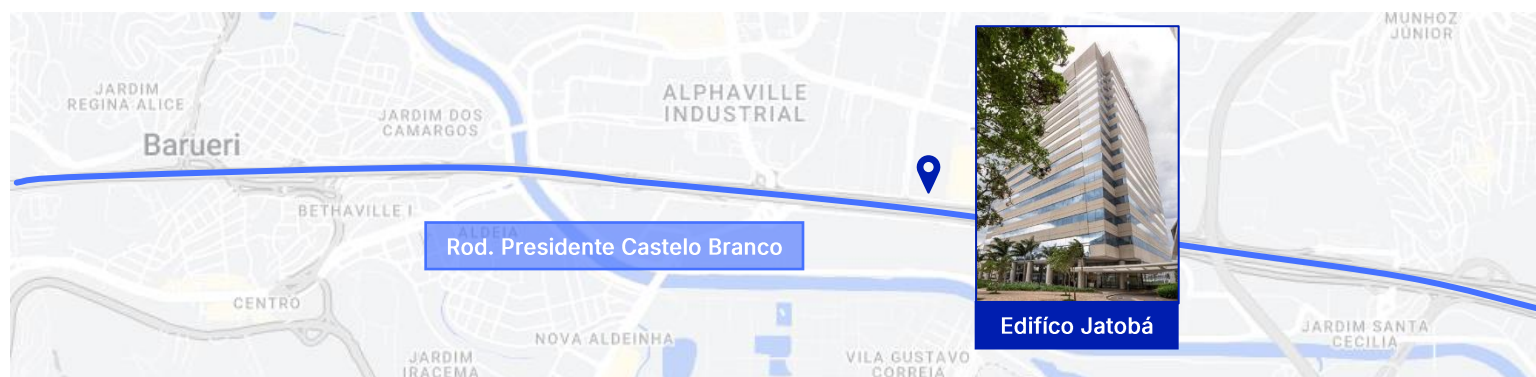 MUNHOZ
JÚNIOR
JARDIM
REGINA ALICE
ALPHAVILLE
INDUSTRIAL
JARDIM DOS
CAMARGOS
Barueri
BETHAVILLE I
ALDEIA
Rod. Presidente Castelo Branco
CENTRO
Edifíco Jatobá
JARDIM SANTA
CECILIA
NOVA ALDEINHA
JARDIM
IRACEMA
VILA GUSTAVO
CORREIA